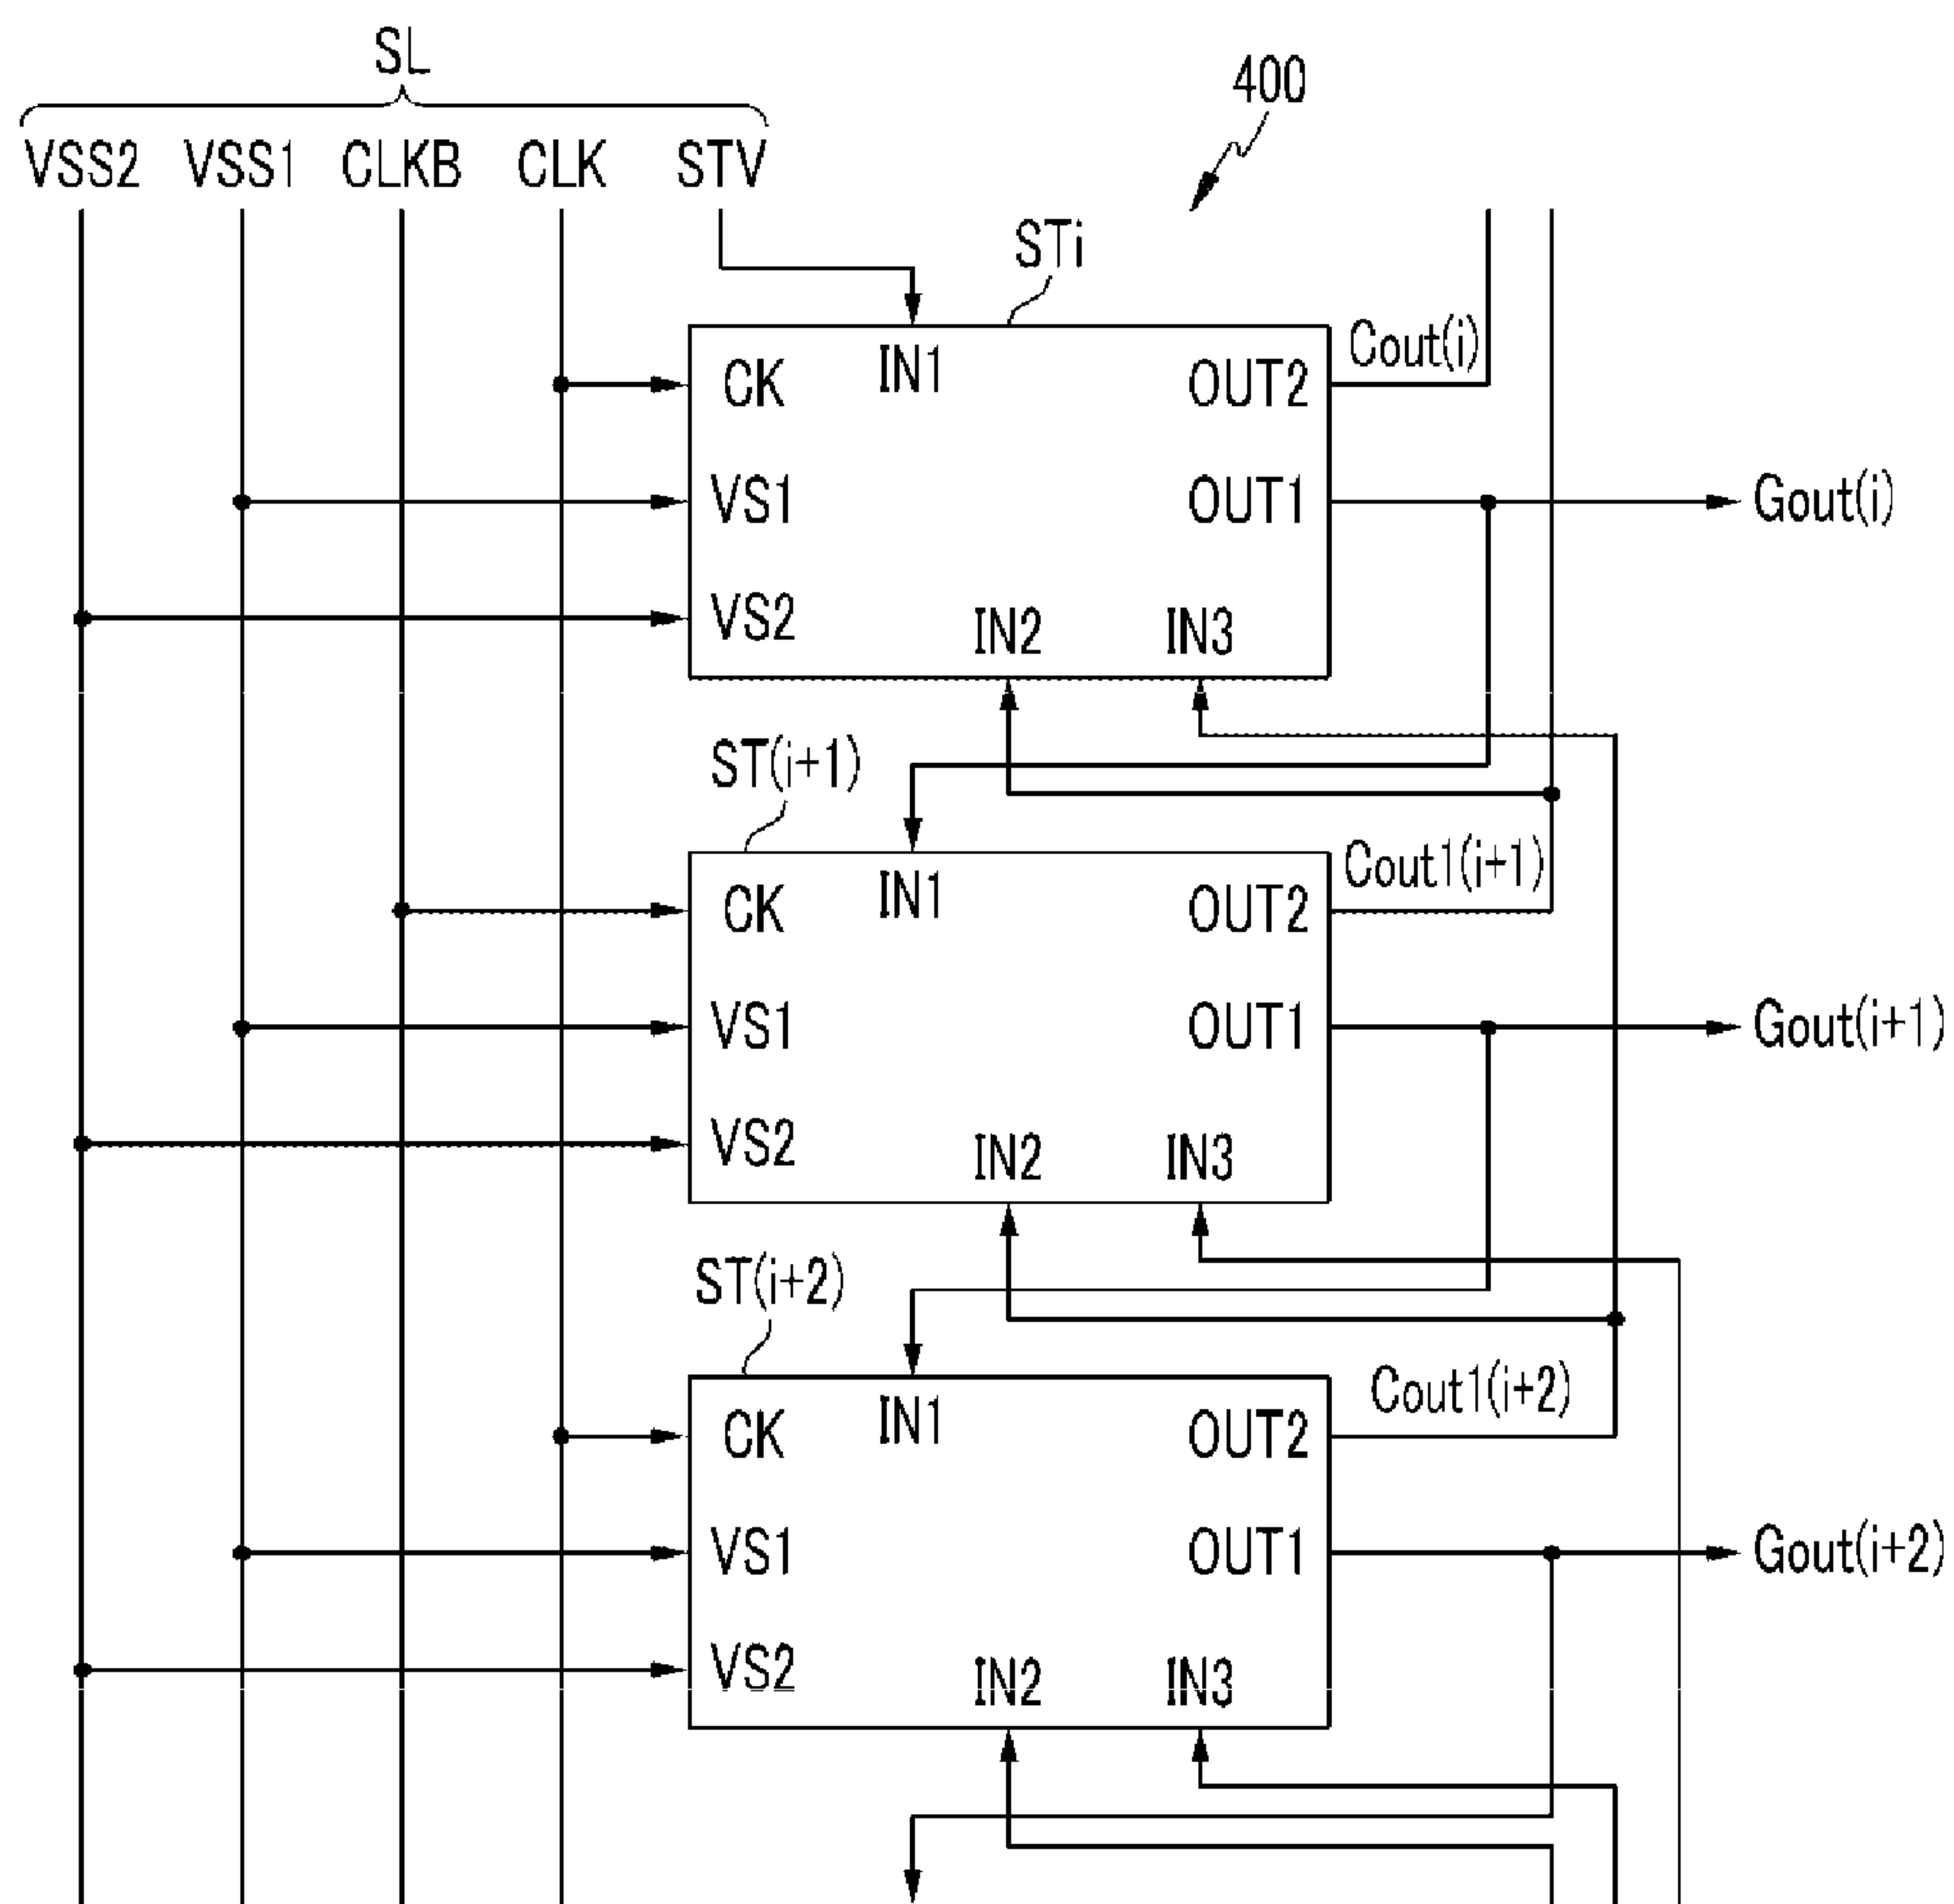 SL
400
VSS2 VSS1 CLKB CLK STV
STi
CK IN1 OUT2 Cout(i)
VS1 OUT1 Gout(i)
VS2 IN2 IN3
ST(i+1)
CK IN1 OUT2 Cout1(i+1)
VS1 OUT1 Gout(i+1)
VS2 IN2 IN3
ST(i+2)
CK IN1 OUT2 Cout1(i+2)
VS1 OUT1 Gout(i+2)
VS2 IN2 IN3